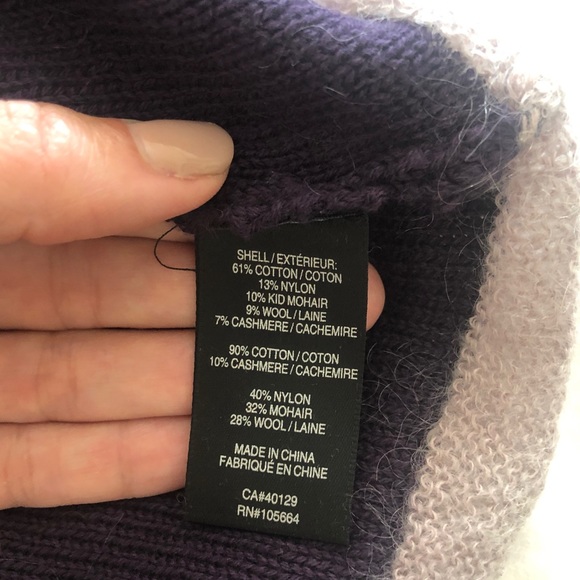 SHELL / EXTÉRIEUR:
61% COTTON / COTON
13% NYLON
10% KID MOHAIR
9% WOOL / LAINE
7% CASHMERE / CACHEMIRE
90% COTTON / COTON
10% CASHMERE / CACHEMIRE
40% NYLON
32% MOHAIR
28% WOOL / LAINE
MADE IN CHINA
FABRIQUÉ EN CHINE
CA#40129
RN#105664